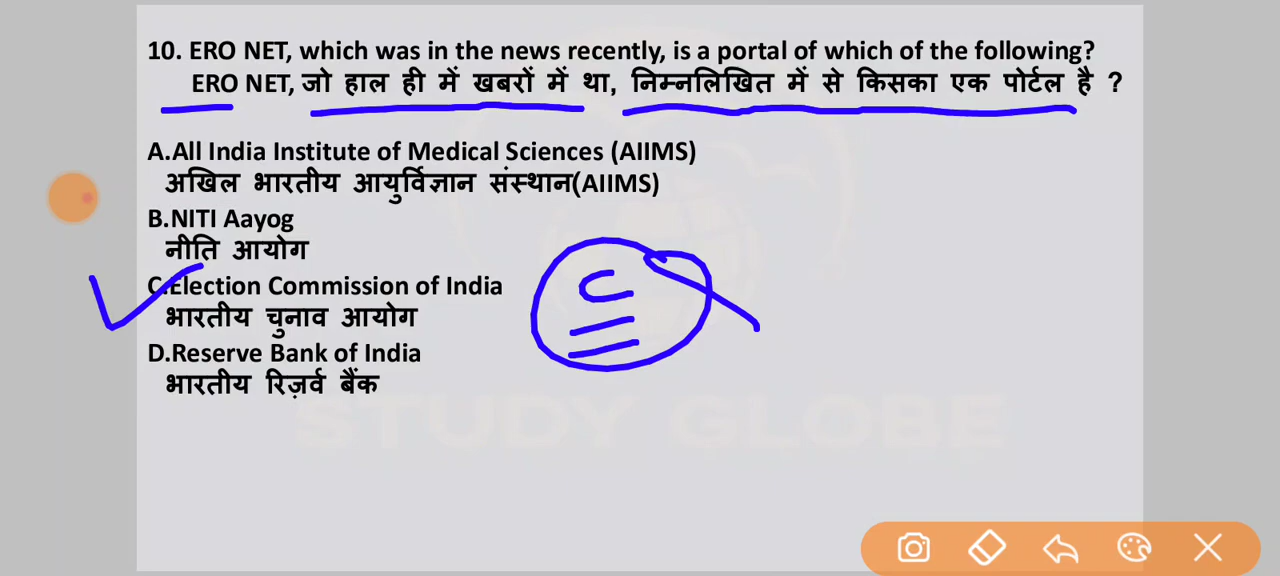 10. ERO NET, which was in the news recently, is a portal of which of the following?
ERO NET, जो हाल ही में खबरों में था, निम्नलिखित में से किसका एक पोर्टल है ?
A.All India Institute of Medical Sciences (AIIMS)
अखिल भारतीय आयुर्विज्ञान संस्थान(AIIMS)
B.NITI Aayog
नीति आयोग
C.Election Commission of India
भारतीय चुनाव आयोग
C
D.Reserve Bank of India
भारतीय रिज़र्व बैंक
STUDY GLOBE